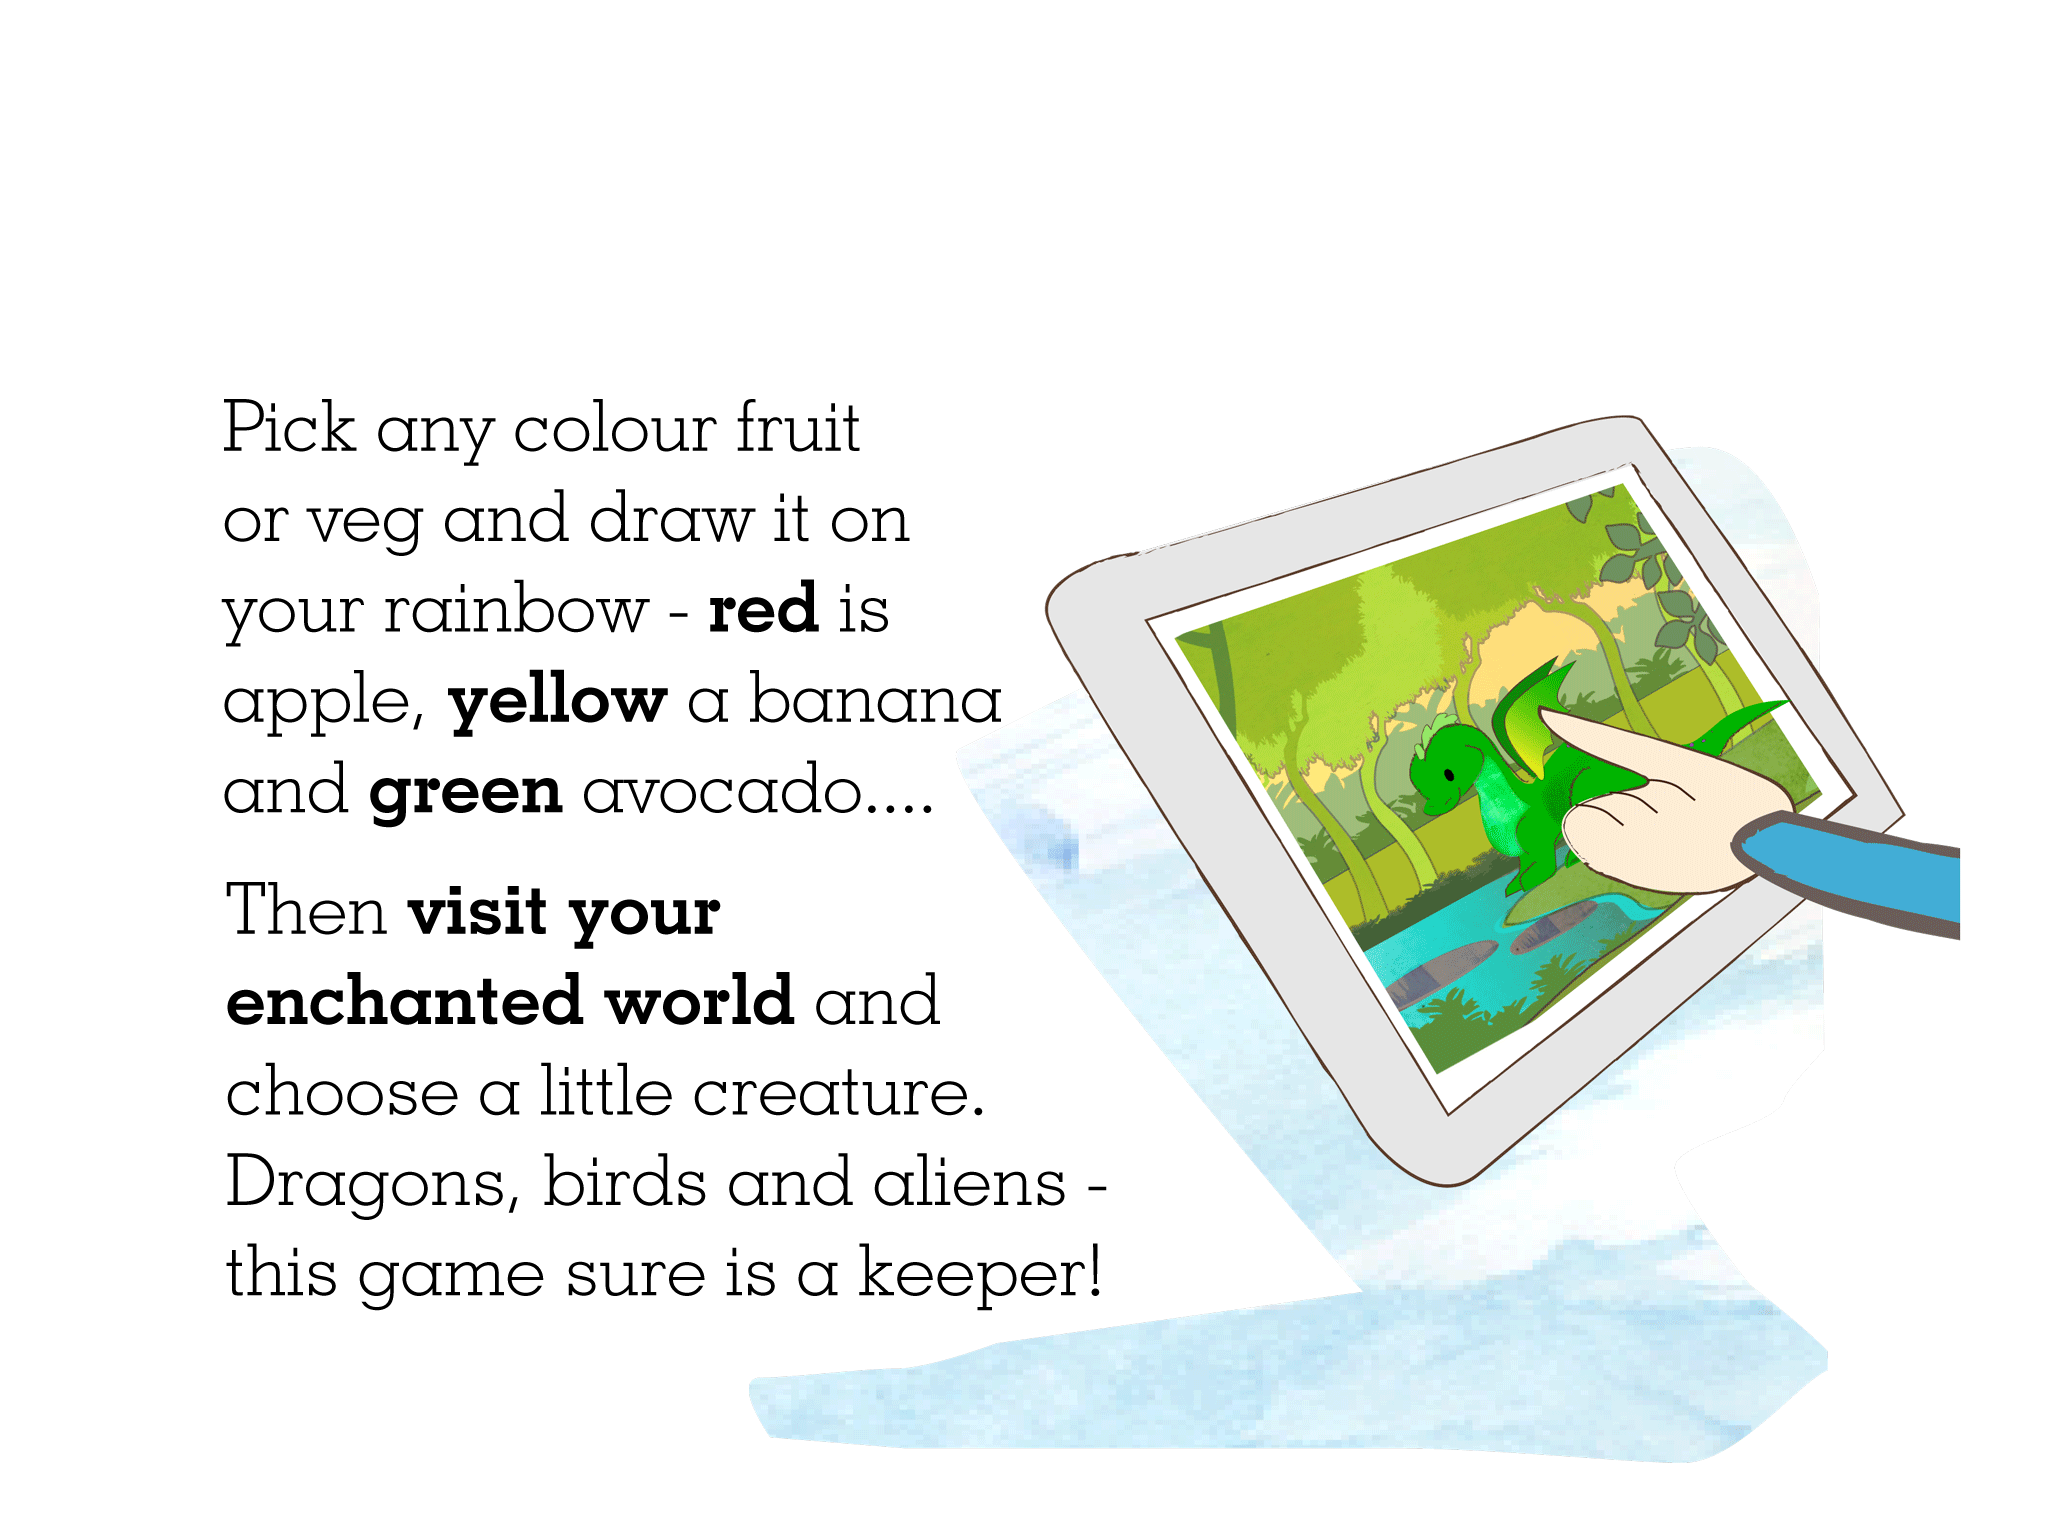 Pick any colour fruit
or veg and draw it on
your rainbow - red is
apple, yellow a banana
and green avocado....
Then visit your
enchanted world and
choose a little creature.
Dragons, birds and aliens -
this game sure is a keeper!